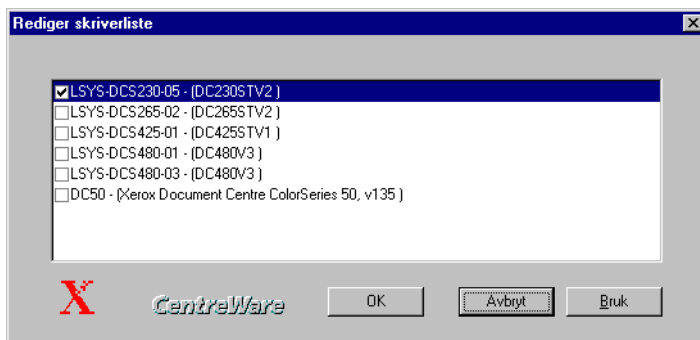 Rediger skriverliste
LSYS-DCS230-05 - (DC230STV2 )
LSYS-DCS265-02 - (DC265STV2 )
LSYS-DCS425-01 - (DC425STV1 )
LSYS-DCS480-01 - (DC480V3 )
LSYS-DCS480-03 - (DC480V3 )
DC50 - (Xerox Document Centre ColorSeries 50, v135 )
X CentreWare OK Avbryt Bruk